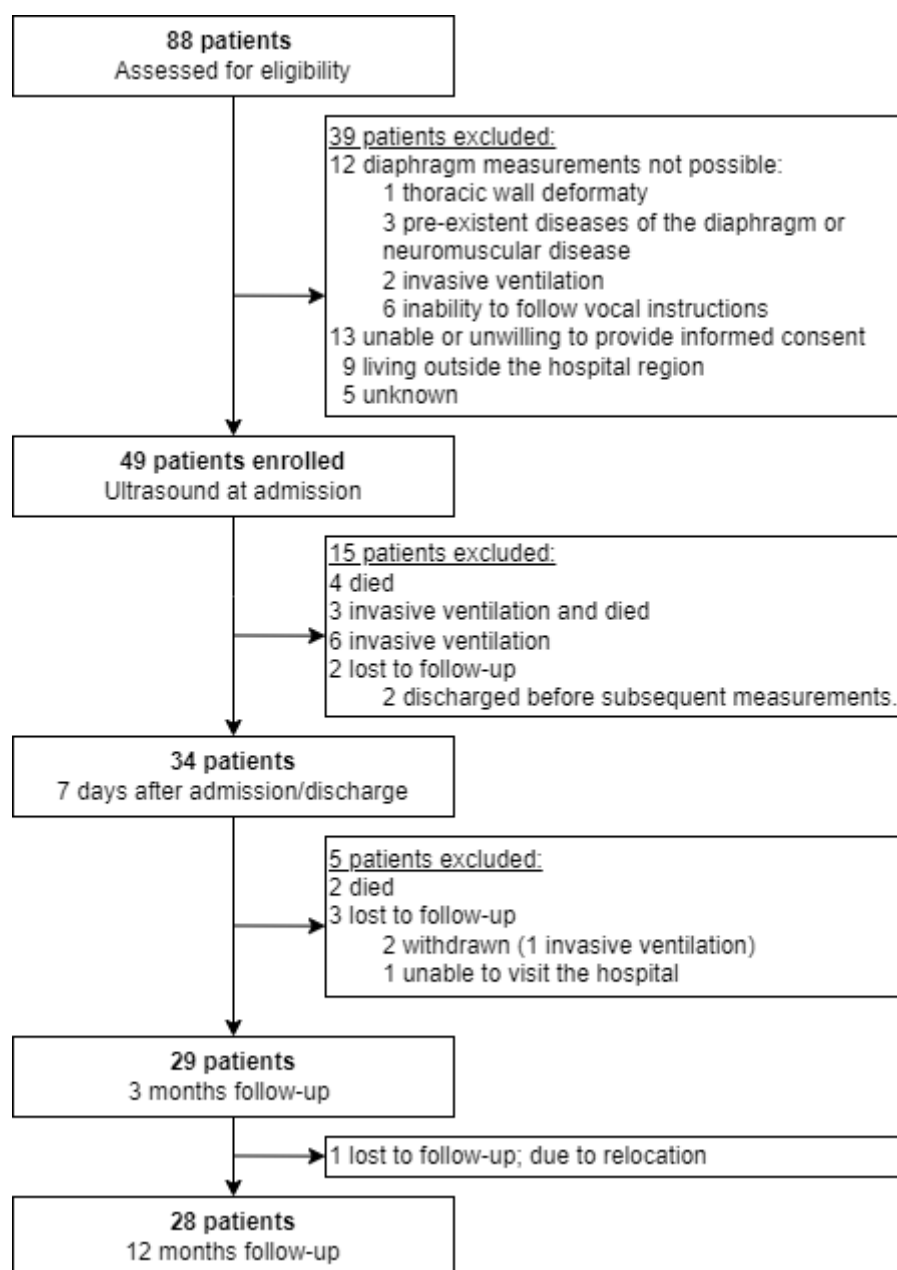 88 patients
Assessed for eligibility
39 patients excluded:
12 diaphragm measurements not possible:
1 thoracic wall deformaty
3 pre-existent diseases of the diaphragm or
neuromuscular disease
2 invasive ventilation
6 inability to follow vocal instructions
13 unable or unwilling to provide informed consent
9 living outside the hospital region
5 unknown
49 patients enrolled
Ultrasound at admission
15 patients excluded:
4 died
3 invasive ventilation and died
6 invasive ventilation
2 lost to follow-up
2 discharged before subsequent measurements.
34 patients
7 days after admission/discharge
5 patients excluded:
2 died
3 lost to follow-up
2 withdrawn (1 invasive ventilation)
1 unable to visit the hospital
29 patients
3 months follow-up
1 lost to follow-up; due to relocation
28 patients
12 months follow-up